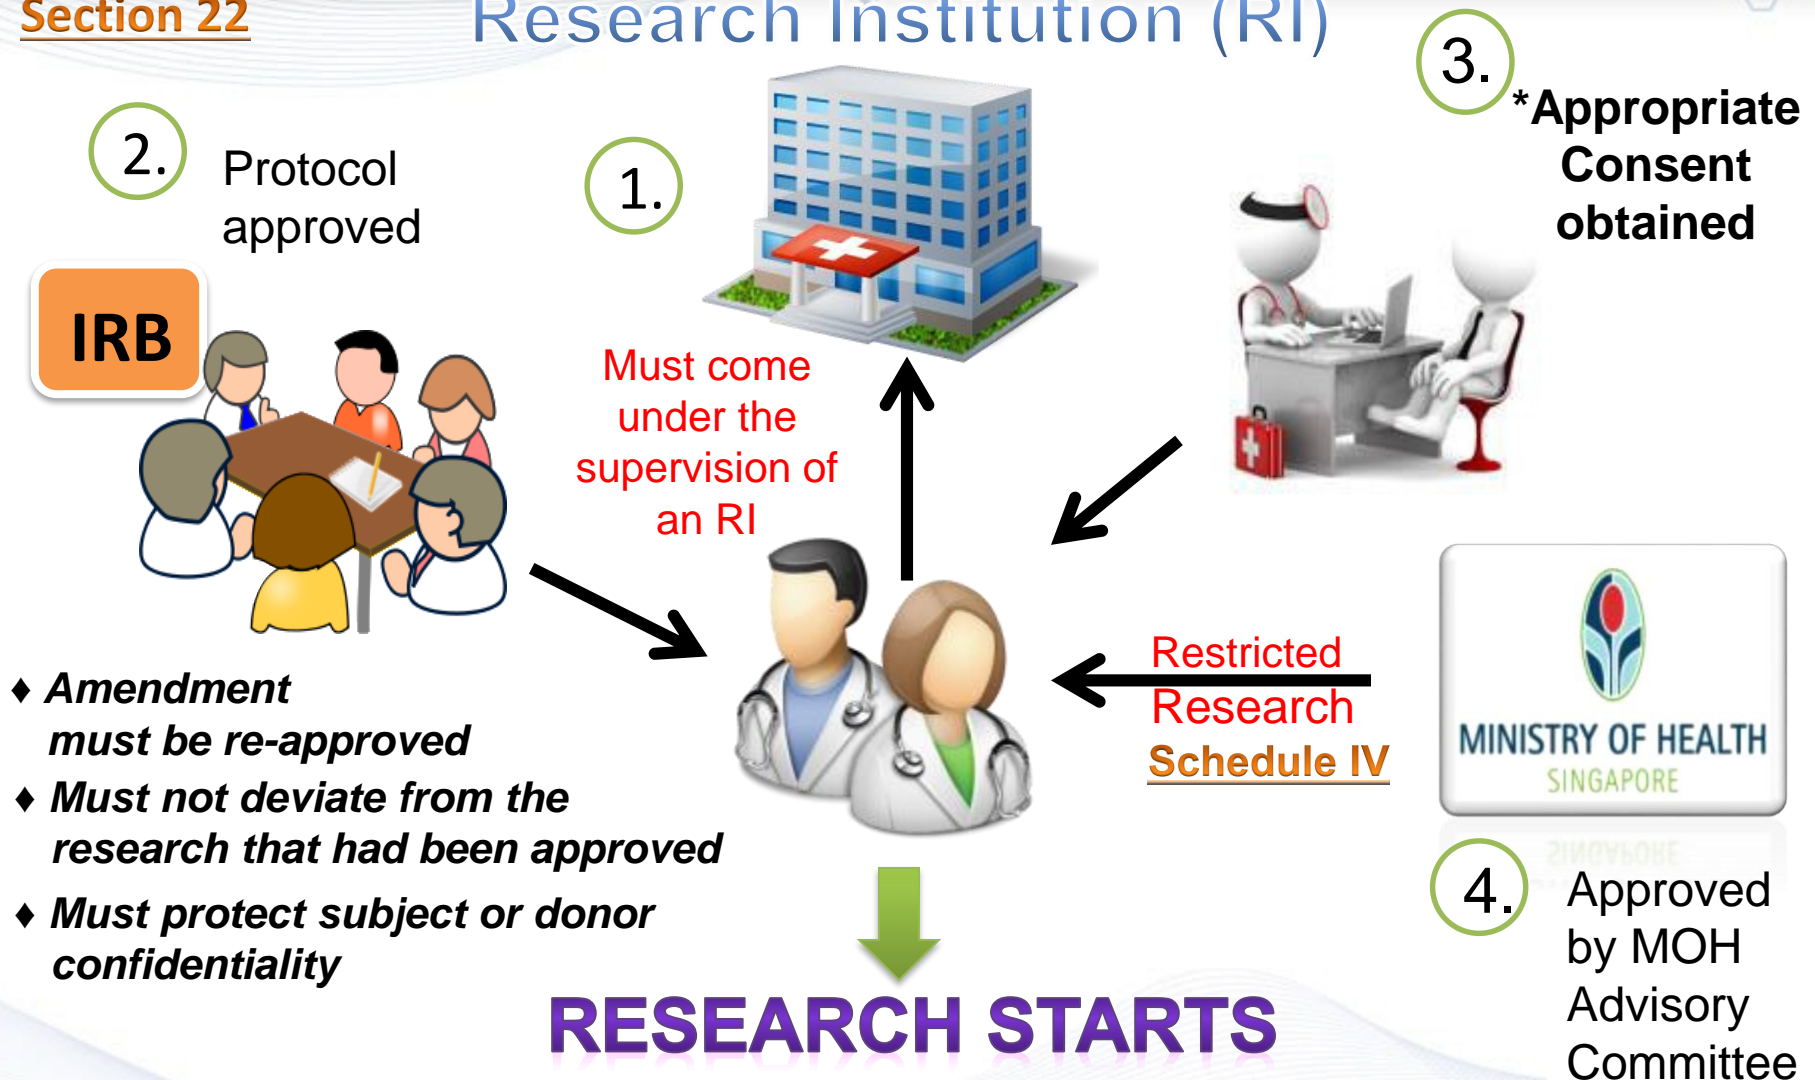 Section 22
Research Institution (RI)
1.
Must come
under the
supervision of
an RI
2.
Protocol
approved
IRB
♦ Amendment
must be re-approved
♦ Must not deviate from the
research that had been approved
♦ Must protect subject or donor
confidentiality
3.
*Appropriate
Consent
obtained
Restricted
Research
Schedule IV
MINISTRY OF HEALTH
SINGAPORE
4.
Approved
by MOH
Advisory
Committee
RESEARCH STARTS